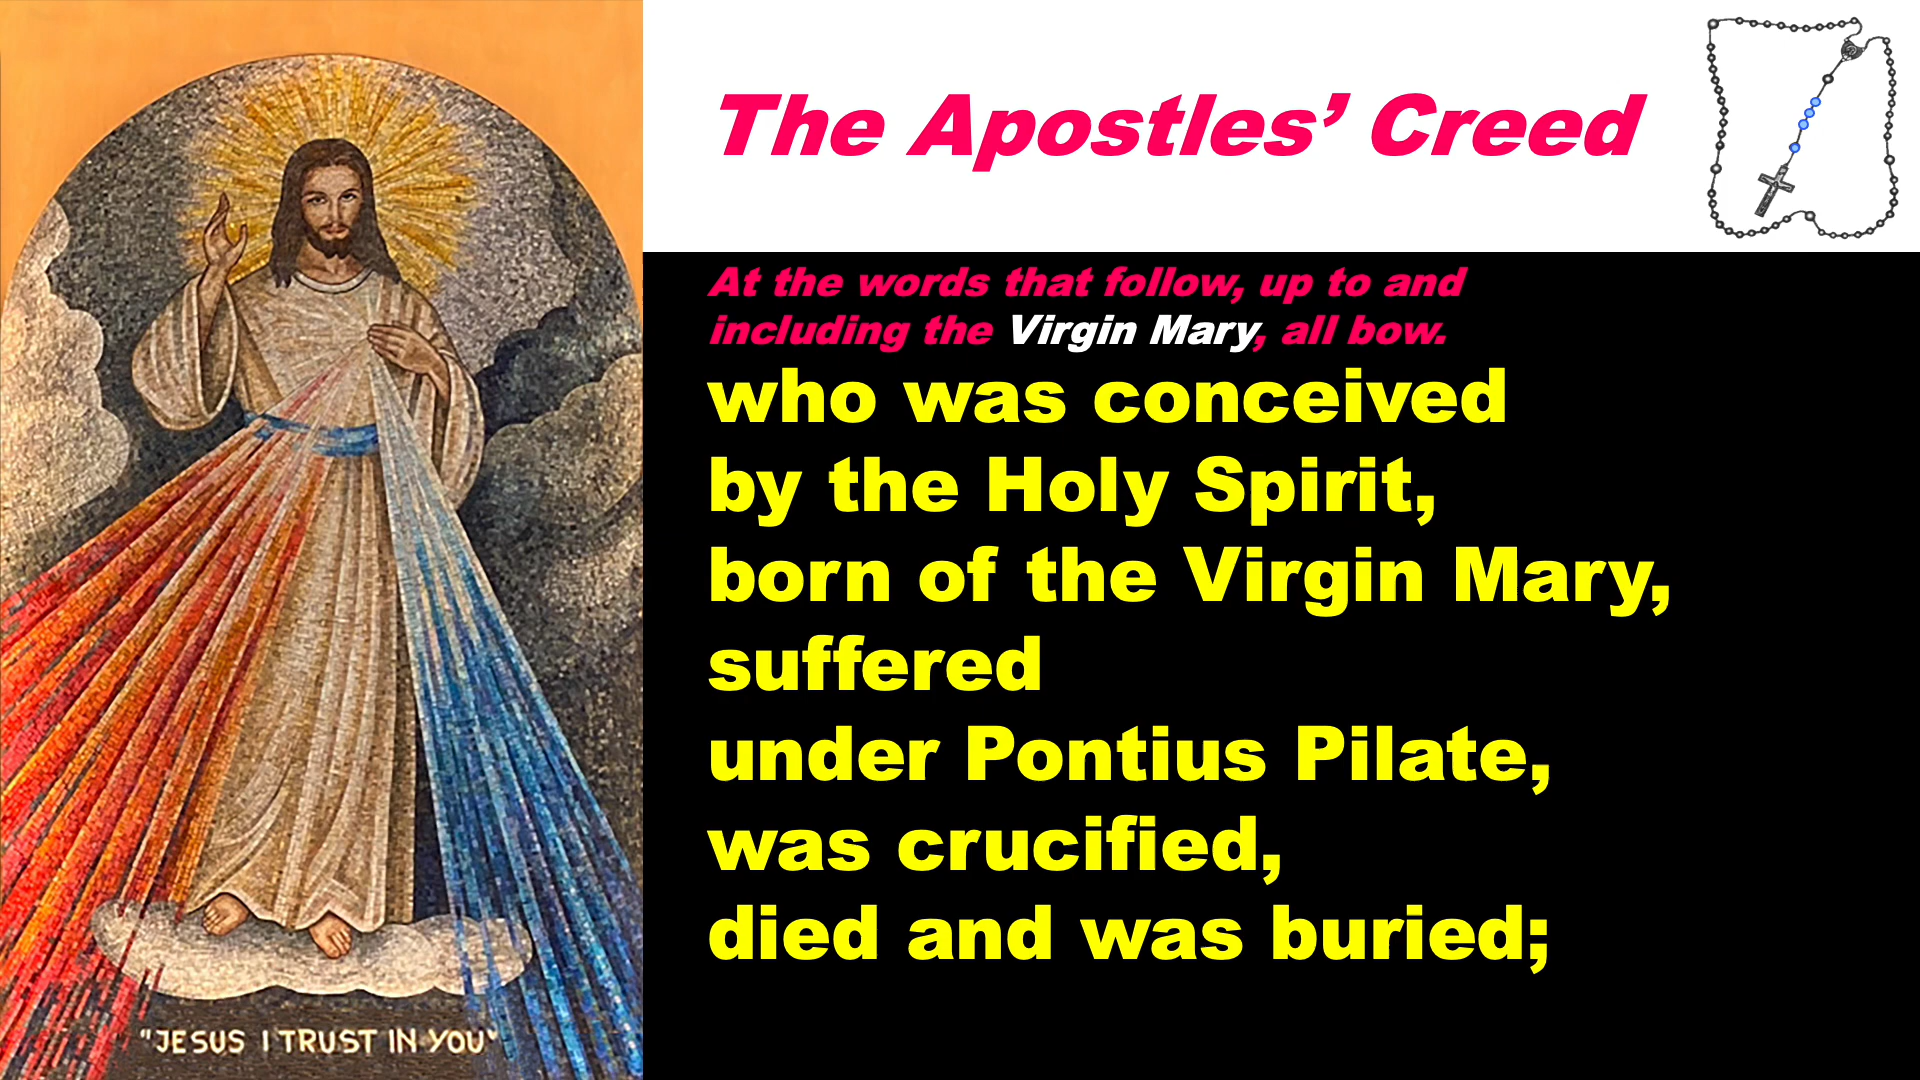 The Apostles’ Creed
At the words that follow, up to and
including the Virgin Mary, all bow.
who was conceived
by the Holy Spirit,
born of the Virgin Mary,
suffered
under Pontius Pilate,
was crucified,
died and was buried;
"JESUS I TRUST IN YOU"